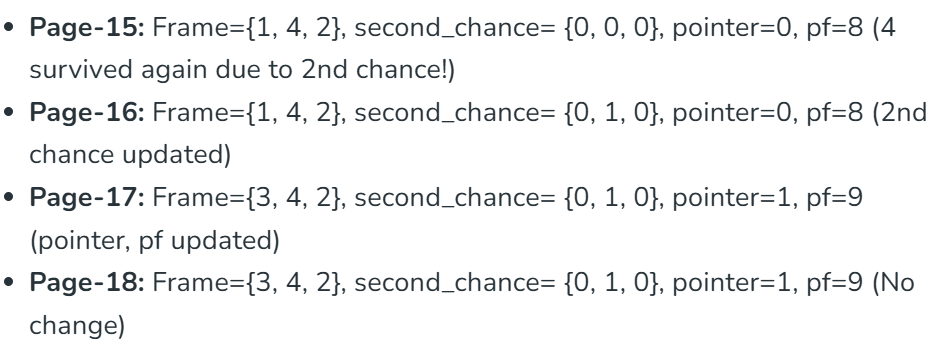 • Page-15: Frame={1, 4, 2}, second_chance= {0, 0, 0}, pointer=0, pf=8 (4
survived again due to 2nd chance!)
• Page-16: Frame={1, 4, 2}, second_chance= {0, 1, 0}, pointer=0, pf=8 (2nd
chance updated)
• Page-17: Frame={3, 4, 2}, second_chance= {0, 1, 0}, pointer=1, pf=9
(pointer, pf updated)
• Page-18: Frame={3, 4, 2}, second_chance= {0, 1, 0}, pointer=1, pf=9 (No
change)